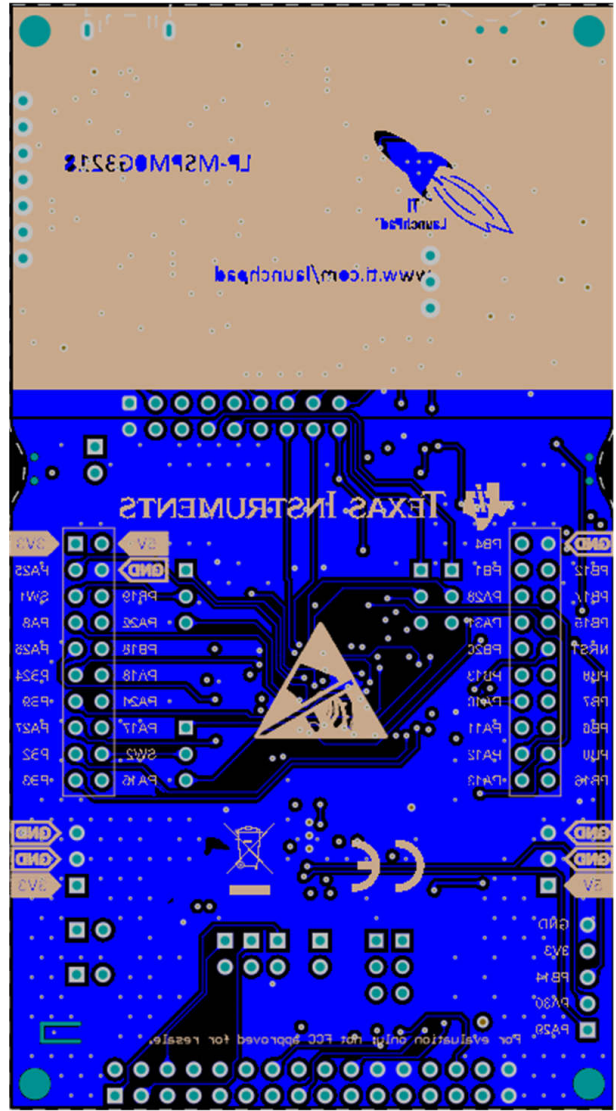 LP-MSPM0G3218
TI
LaunchPad
www.ti.com/launchpad
TEXAS INSTRUMENTS
3V3 5V PB4 GND
PA25 GND PB1 PB12
SW1 PB19 PA28 PB17
PA8 PA31 PB15
PB18 PB20 NRST
PB24 PA18 PB13 PB8
PB9 PA24 PA10 PB7
PA27 PA17 PA11 PB6
PB2 SW2 PA12
PB3 PA13 PB16
GND GND
GND GND
3V3 CE 5V
GND
3V3
PB14
PA30
PA29
For evaluation only; not FCC approved for resale.